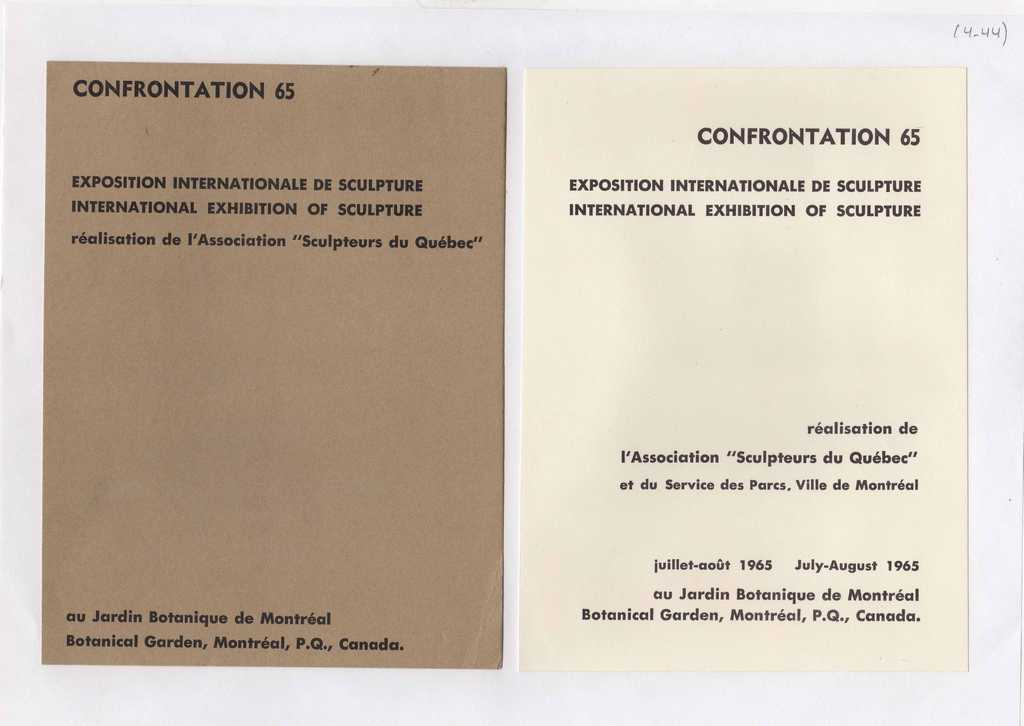 (4-44)
CONFRONTATION 65
EXPOSITION INTERNATIONALE DE SCULPTURE
INTERNATIONAL EXHIBITION OF SCULPTURE
réalisation de l'Association "Sculpteurs du Québec"
au Jardin Botanique de Montréal
Botanical Garden, Montréal, P.Q., Canada.
CONFRONTATION 65
EXPOSITION INTERNATIONALE DE SCULPTURE
INTERNATIONAL EXHIBITION OF SCULPTURE
réalisation de
l'Association "Sculpteurs du Québec"
et du Service des Parcs, Ville de Montréal
juillet-août 1965 July-August 1965
au Jardin Botanique de Montréal
Botanical Garden, Montréal, P.Q., Canada.